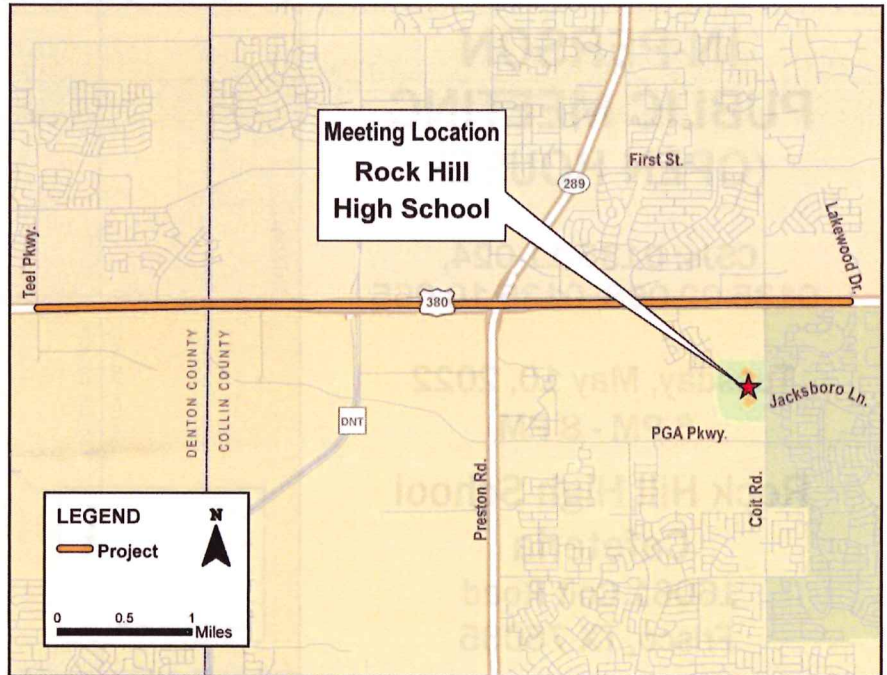 Meeting Location
Rock Hill
High School
First St.
289
Teel Pkwy.
Lakewood Dr.
380
DENTON COUNTY
COLLIN COUNTY
DNT
Jacksboro Ln.
PGA Pkwy.
Preston Rd.
Coit Rd.
LEGEND
N
Project
0 0.5 1
Miles